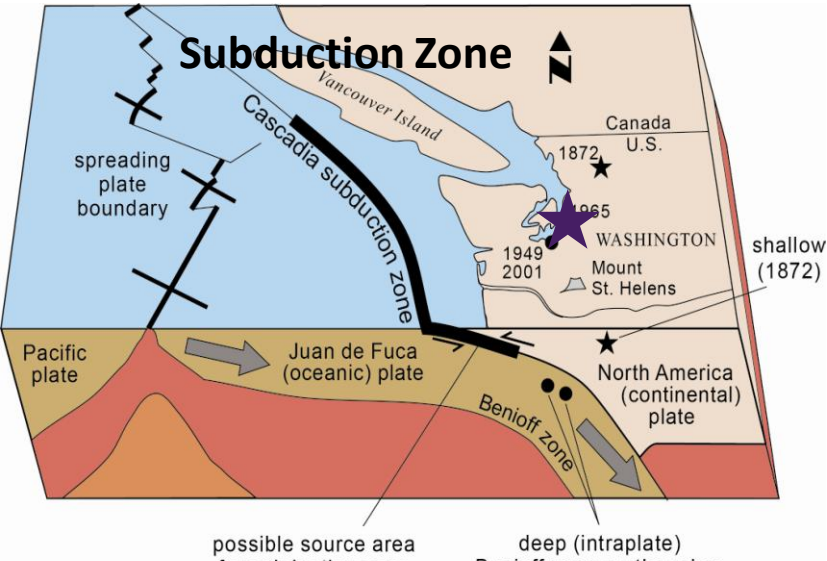 Subduction Zone
N
Vancouver Island
Canada
U.S.
1872
Cascadia subduction zone
spreading
plate
boundary
1965
WASHINGTON
1949
2001
Mount
St. Helens
shallow
(1872)
Pacific
plate
Juan de Fuca
(oceanic) plate
North America
(continental)
plate
Benioff zone
possible source area
deep (intraplate)